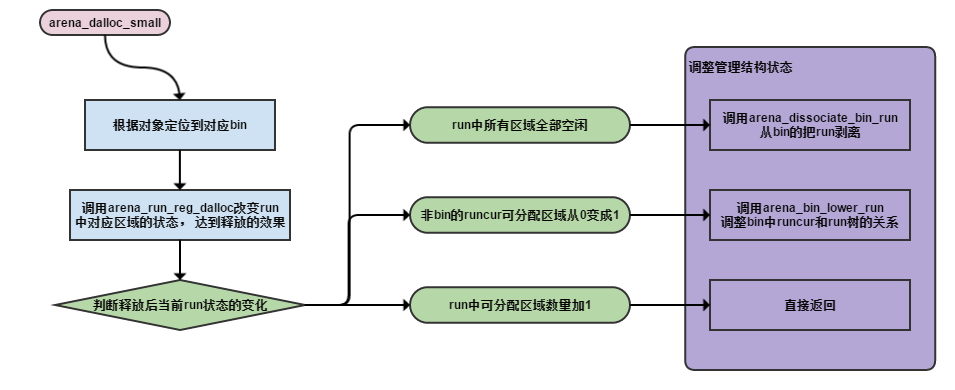 arena_dalloc_small
根据对象定位到对应bin
调用arena_run_reg_dalloc改变run
中对应区域的状态，达到释放的效果
判断释放后当前run状态的变化
run中所有区域全部空闲
非bin的runcur可分配区域从0变成1
run中可分配区域数量加1
调整管理结构状态
调用arena_dissociate_bin_run
从bin的把run剥离
调用arena_bin_lower_run
调整bin中runcur和run树的关系
直接返回